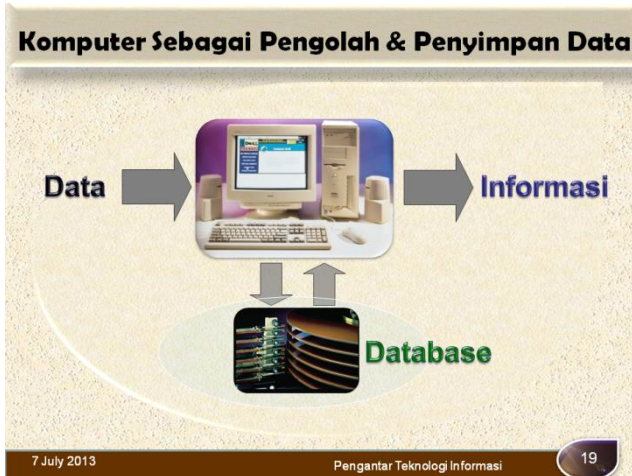 Komputer Sebagai Pengolah & Penyimpan Data
Data
Informasi
Database
7 July 2013
Pengantar Teknologi Informasi
19